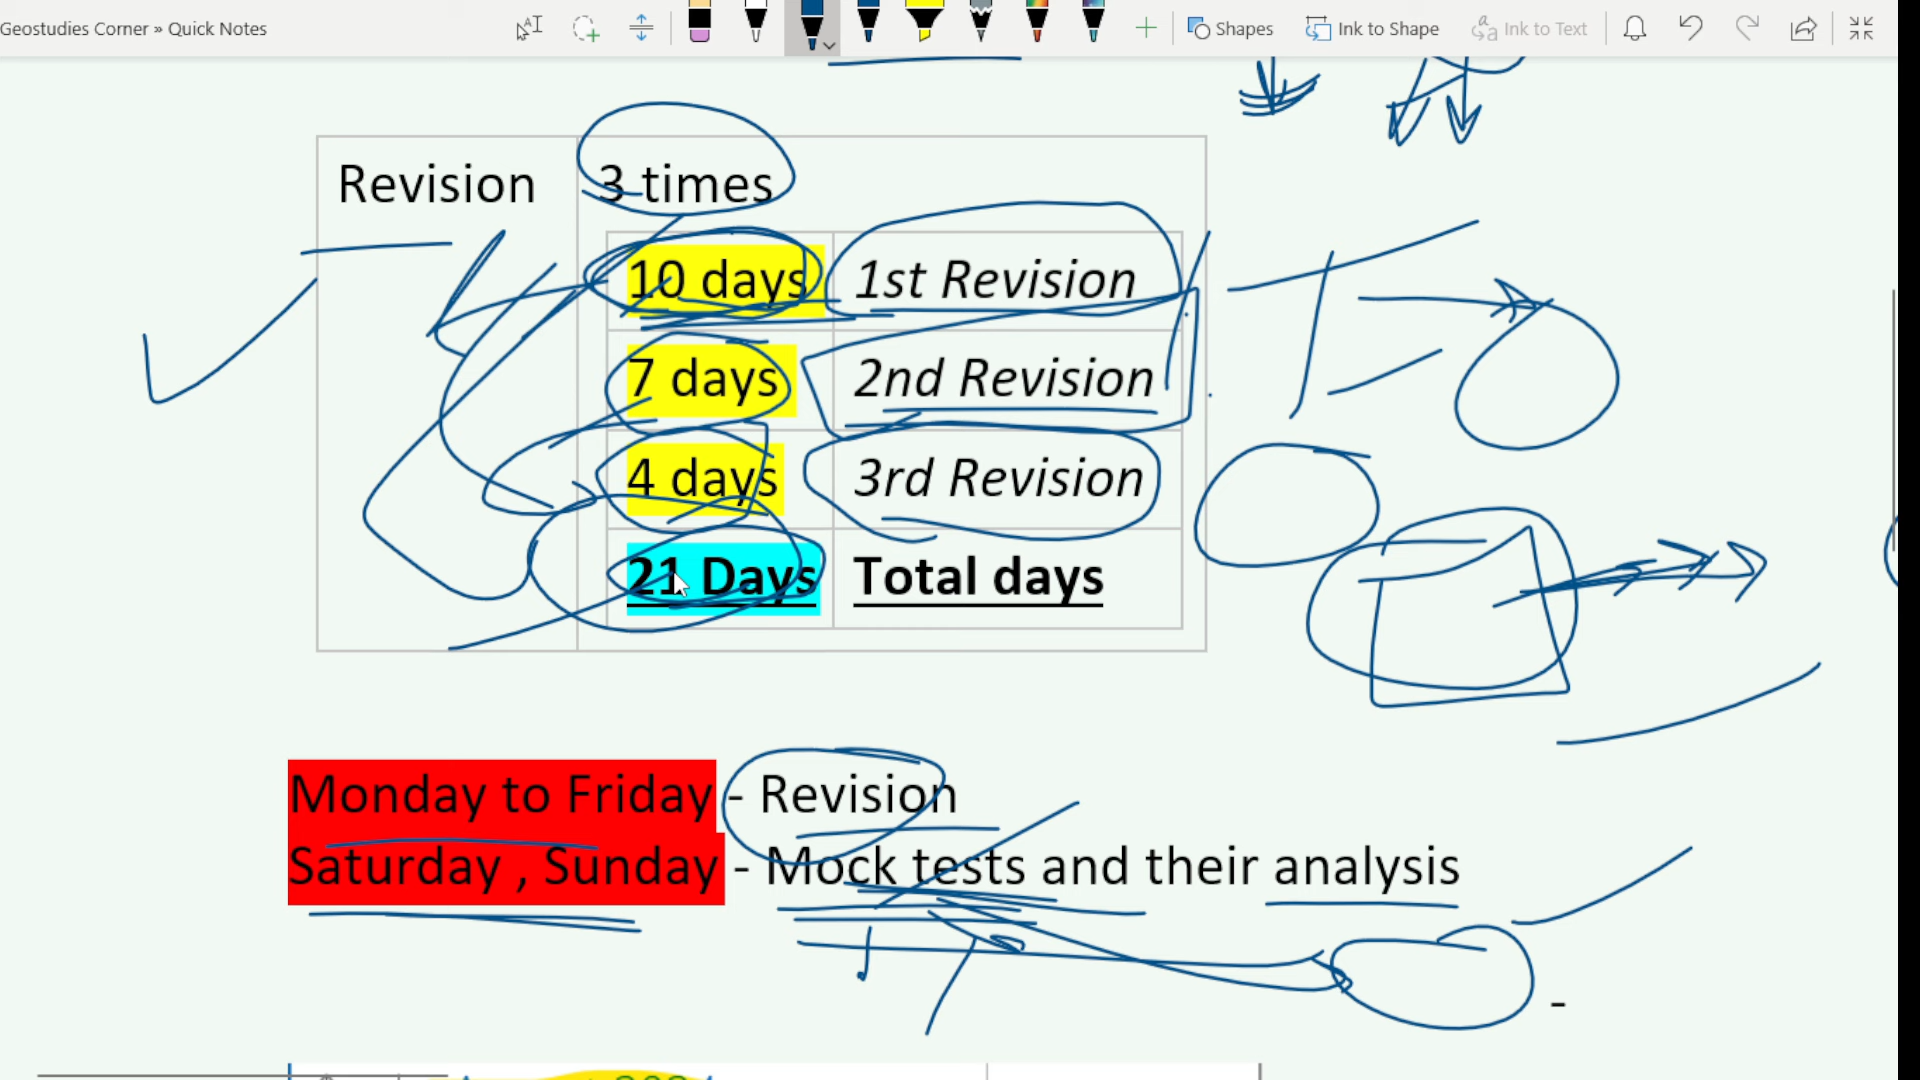 Geostudies Corner » Quick Notes
Shapes
Ink to Shape
Ink to Text
Revision 3 times
10 days 1st Revision
7 days 2nd Revision
4 days 3rd Revision
21 Days Total days
Monday to Friday - Revision
Saturday , Sunday - Mock tests and their analysis
-